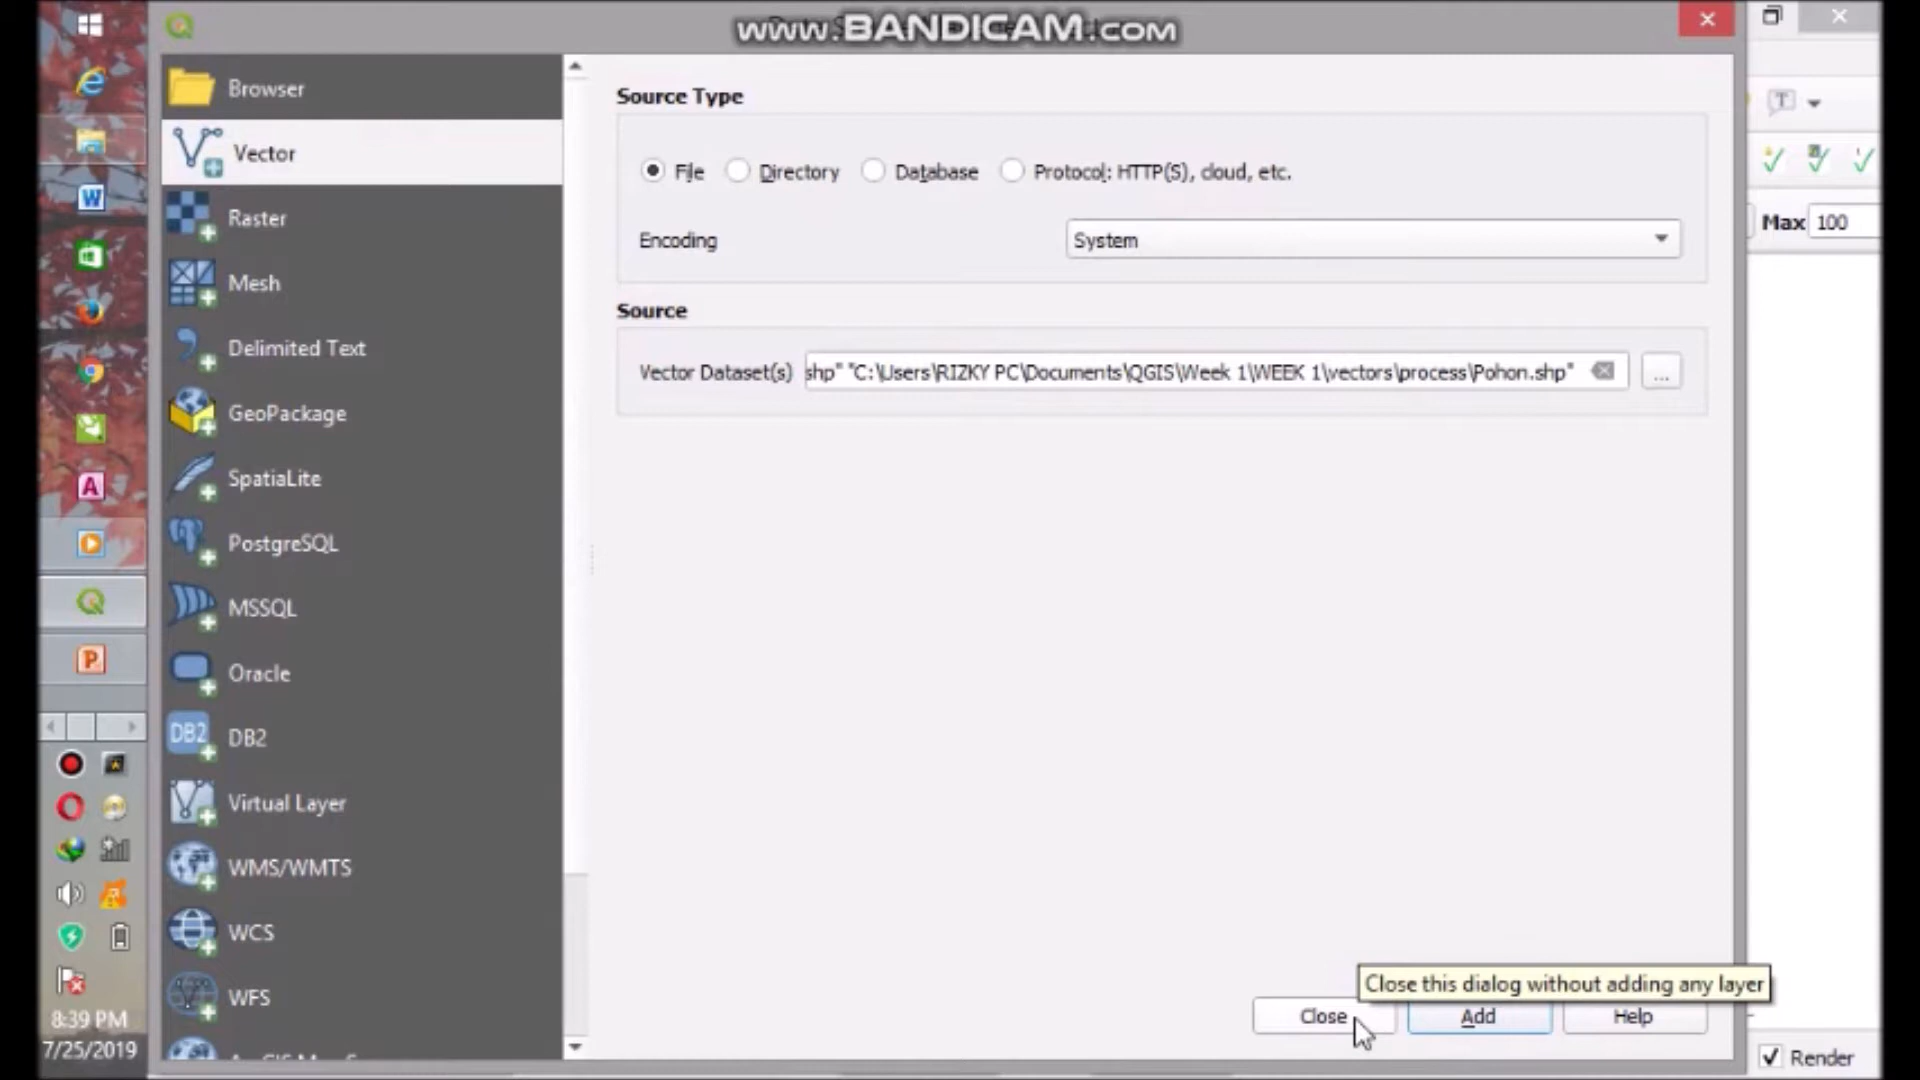 www.BANDICAM.com
Browser
Vector
Raster
Mesh
Delimited Text
GeoPackage
SpatiaLite
PostgreSQL
MSSQL
Oracle
DB2
DB2
Virtual Layer
WMS/WMTS
WCS
WFS
Source Type
File
Directory
Database
Protocol: HTTP(S), cloud, etc.
Encoding
System
Source
Vector Dataset(s)
shp" "C:\Users\RIZKY PC\Documents\QGIS\Week 1\WEEK 1\vectors\process\Pohon.shp"
...
Close this dialog without adding any layer
Close
Add
Help
Max 100
Render
8:39 PM
7/25/2019